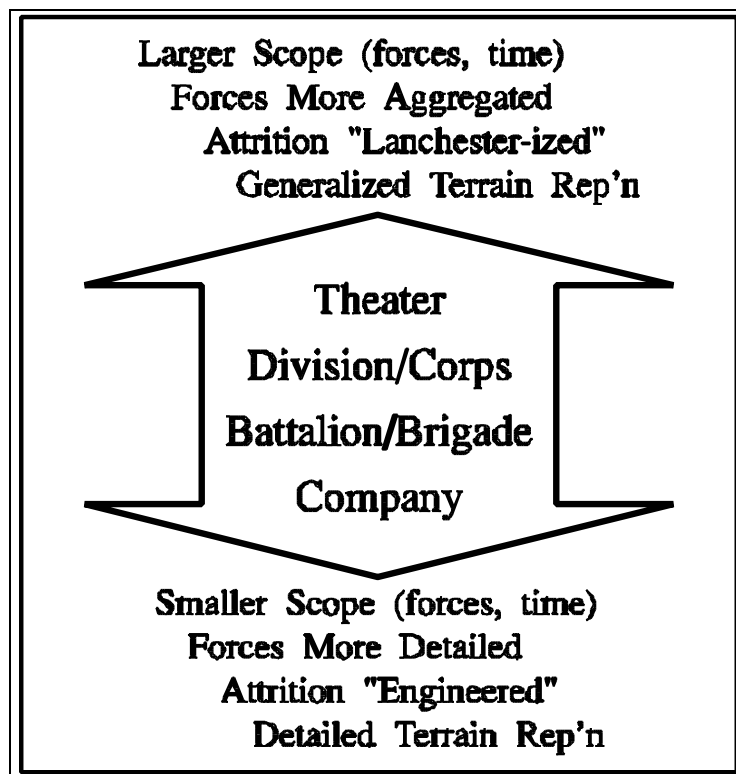 Larger Scope (forces, time)
Forces More Aggregated
Attrition "Lanchester-ized"
Generalized Terrain Rep'n
Theater
Division/Corps
Battalion/Brigade
Company
Smaller Scope (forces, time)
Forces More Detailed
Attrition "Engineered"
Detailed Terrain Rep'n